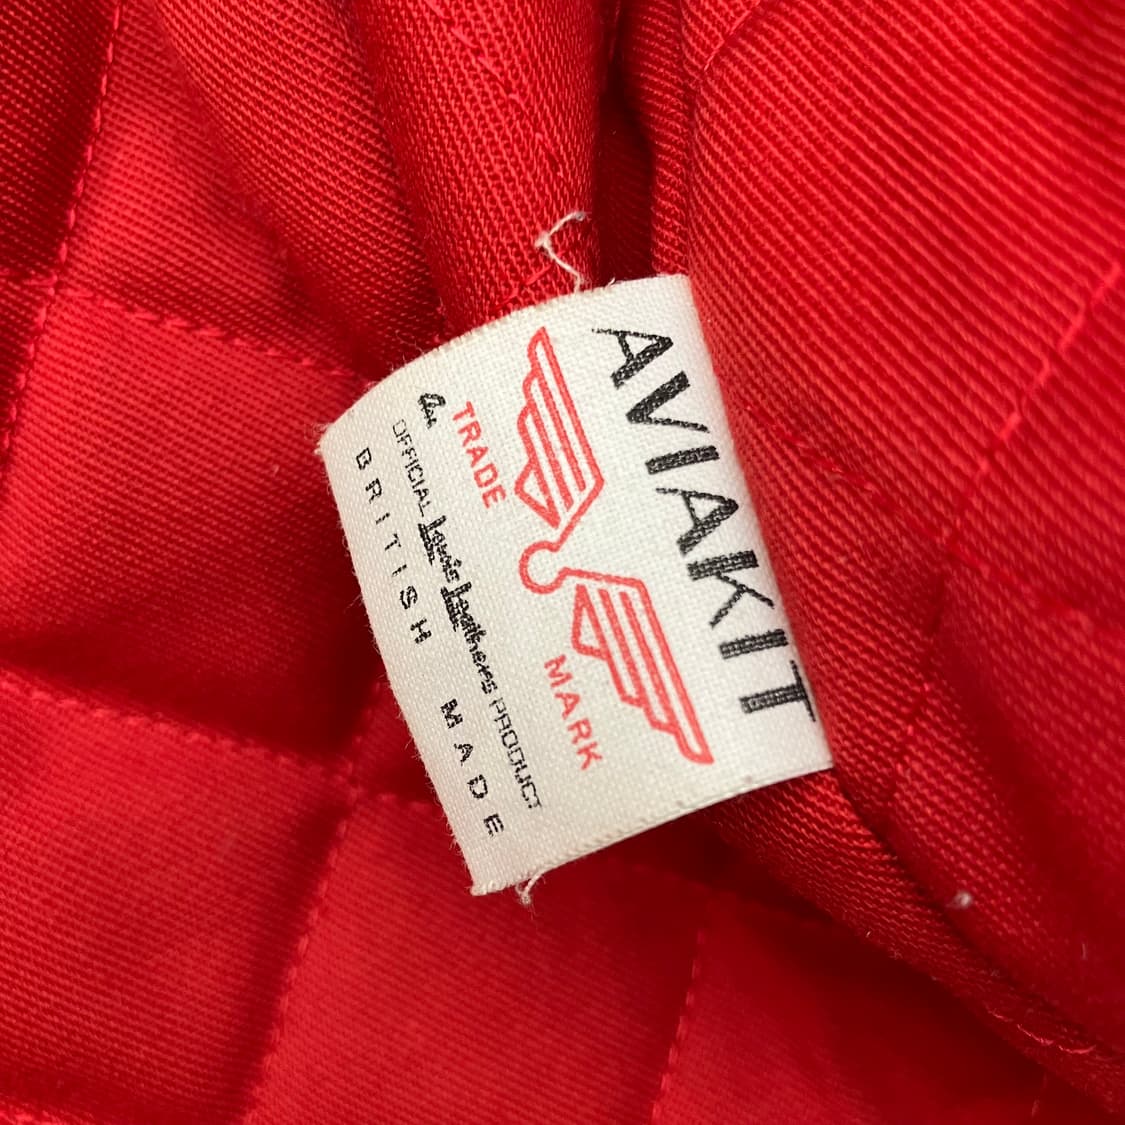 AVIAKIT
TRADE MARK
an
OFFICIAL Lewis Leathers PRODUCT
BRITISH MADE